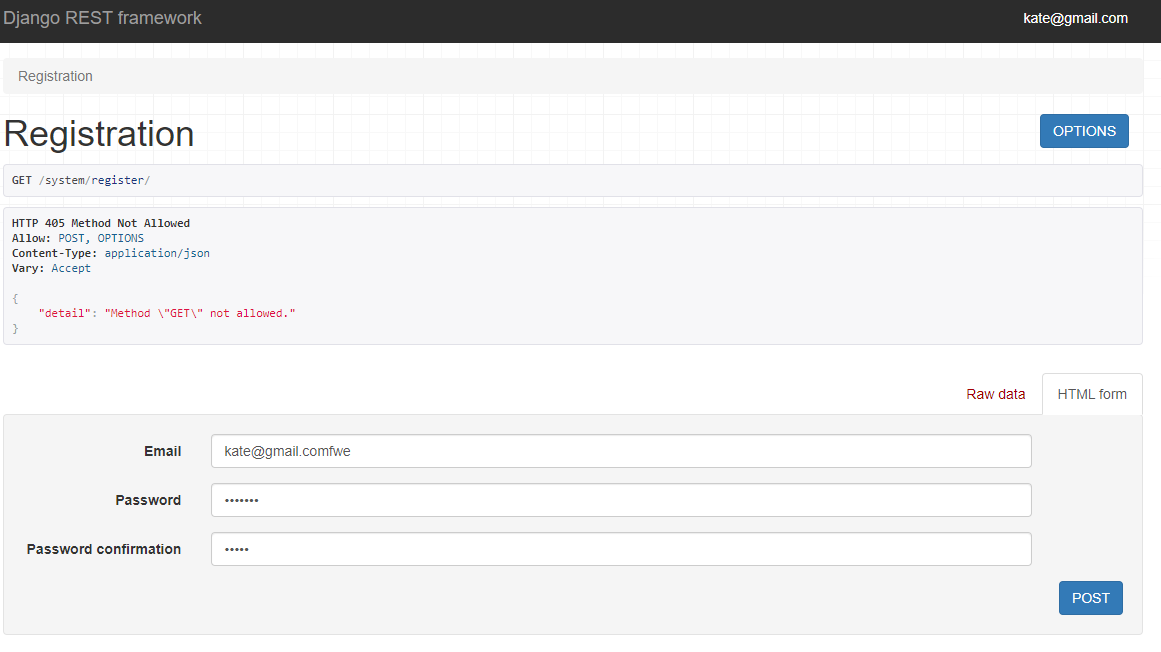 Django REST framework
kate@gmail.com
Registration
Registration
OPTIONS
GET /system/register/
HTTP 405 Method Not Allowed
Allow: POST, OPTIONS
Content-Type: application/json
Vary: Accept
{
    "detail": "Method \"GET\" not allowed."
}
Raw data
HTML form
Email
kate@gmail.comfwe
Password
•••••••
Password confirmation
•••••
POST